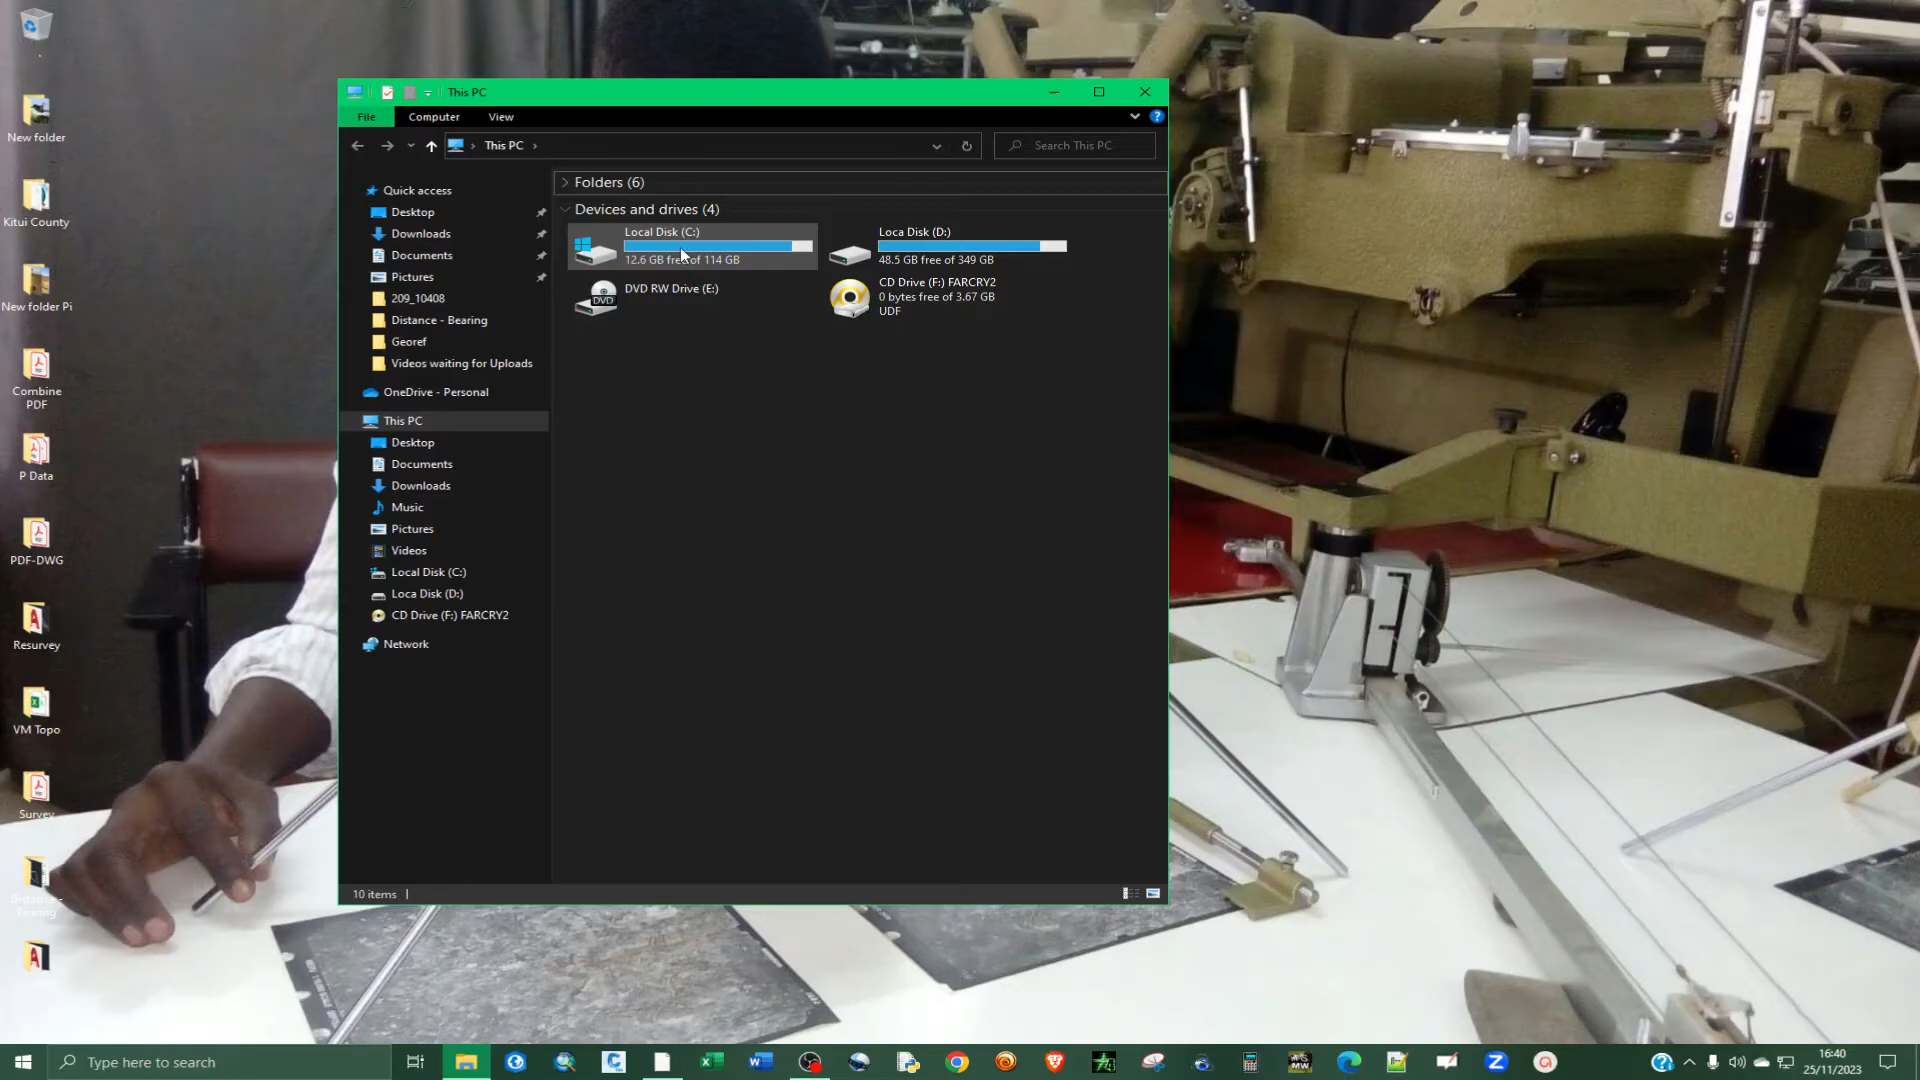 This PC
File
Computer
View
This PC
Search This PC
Quick access
Desktop
Downloads
Documents
Pictures
209_10408
Distance - Bearing
Georef
Videos waiting for Uploads
OneDrive - Personal
This PC
Desktop
Documents
Downloads
Music
Pictures
Videos
Local Disk (C:)
Loca Disk (D:)
CD Drive (F:) FARCRY2
Network
Folders (6)
Devices and drives (4)
Local Disk (C:)
12.6 GB free of 114 GB
Loca Disk (D:)
48.5 GB free of 349 GB
DVD RW Drive (E:)
DVD
CD Drive (F:) FARCRY2
0 bytes free of 3.67 GB
UDF
10 items
New folder
Kitui County
New folder Pi
Combine
PDF
P Data
PDF-DWG
Resurvey
VM Topo
Survey
Distance -
Bearing
Type here to search
16:40
25/11/2023